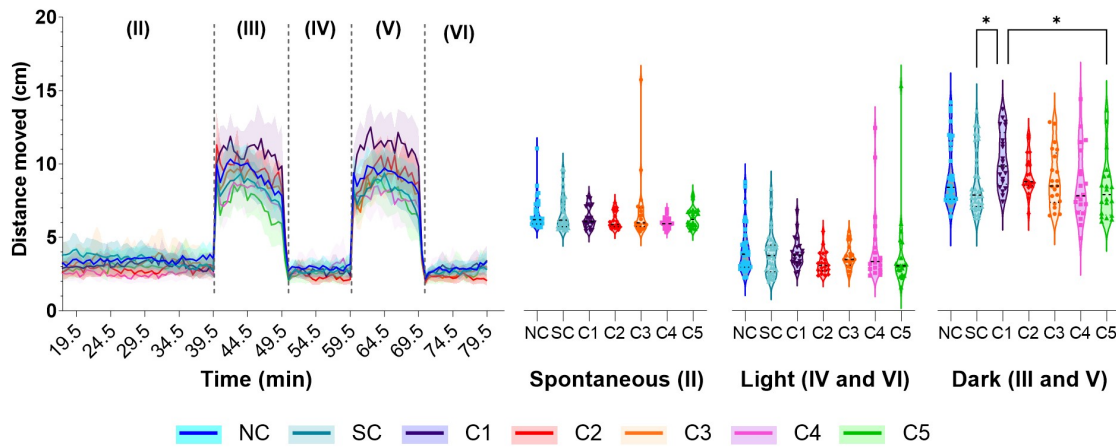 20
15
10
5
0
Distance moved (cm)
(II) (III) (IV) (V) (VI)
19.5 24.5 29.5 34.5 39.5 44.5 49.5 54.5 59.5 64.5 69.5 74.5 79.5
Time (min)
* *
NC SC C1 C2 C3 C4 C5
Spontaneous (II)
NC SC C1 C2 C3 C4 C5
Light (IV and VI)
NC SC C1 C2 C3 C4 C5
Dark (III and V)
NC SC C1 C2 C3 C4 C5